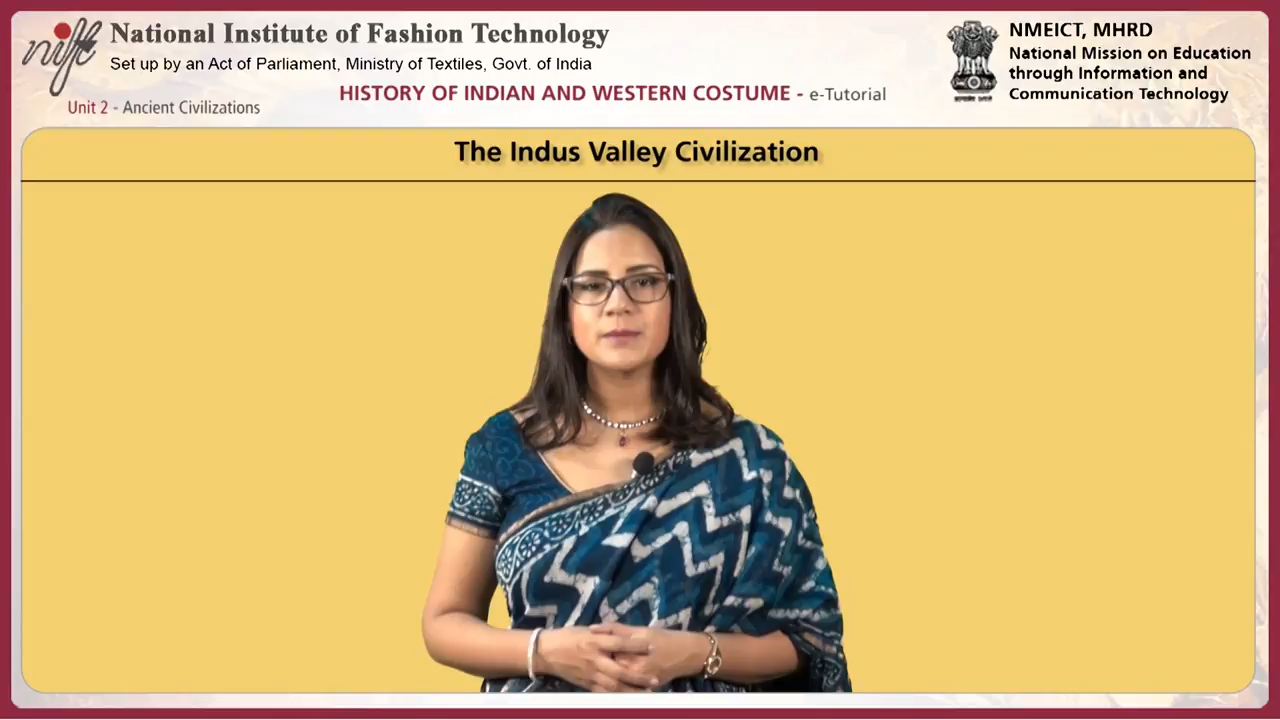 nift
National Institute of Fashion Technology
Set up by an Act of Parliament, Ministry of Textiles, Govt. of India
HISTORY OF INDIAN AND WESTERN COSTUME - e-Tutorial
Unit 2 - Ancient Civilizations
NMEICT, MHRD
National Mission on Education
through Information and
Communication Technology
The Indus Valley Civilization